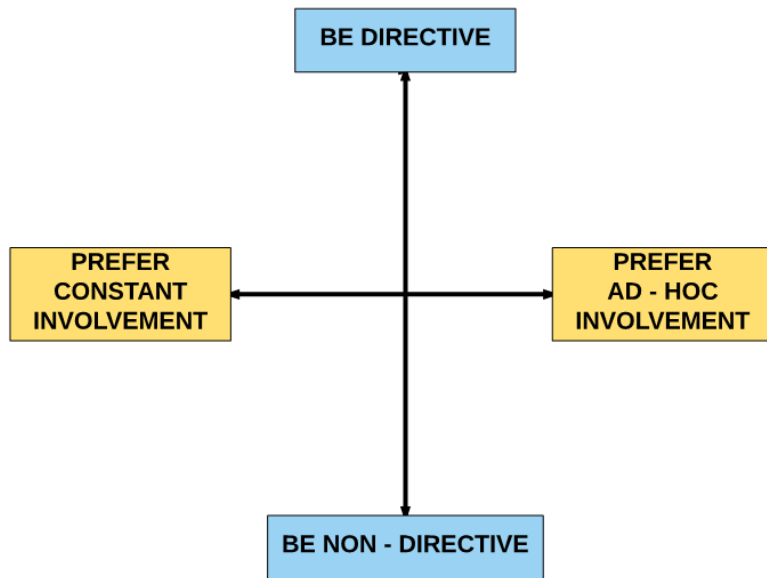 BE DIRECTIVE
PREFER
CONSTANT
INVOLVEMENT
PREFER
AD - HOC
INVOLVEMENT
BE NON - DIRECTIVE